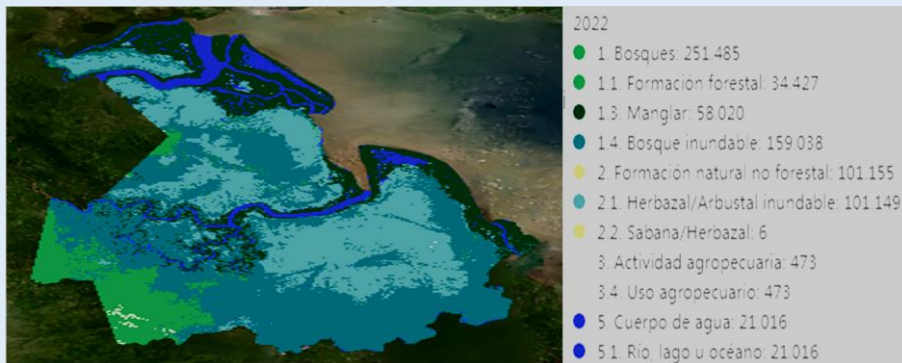 2022
1. Bosques: 251.485
1.1. Formación forestal: 34.427
1.3. Manglar: 58.020
1.4. Bosque inundable: 159.038
2. Formación natural no forestal: 101.155
2.1. Herbazal/Arbustal inundable: 101.149
2.2. Sabana/Herbazal: 6
3. Actividad agropecuaria: 473
3.4. Uso agropecuario: 473
5. Cuerpo de agua: 21.016
5.1. Río, lago u océano: 21.016